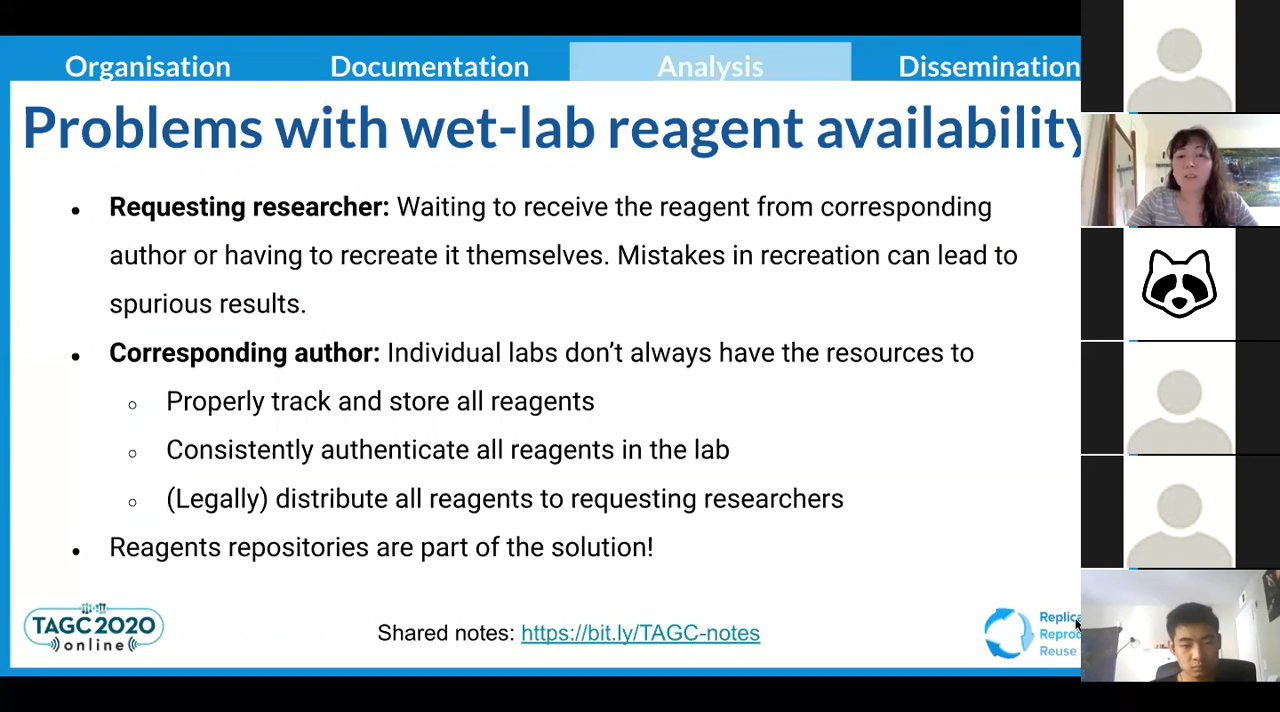 Organisation Documentation Analysis Dissemination
Problems with wet-lab reagent availability
• Requesting researcher: Waiting to receive the reagent from corresponding
author or having to recreate it themselves. Mistakes in recreation can lead to
spurious results.
• Corresponding author: Individual labs don’t always have the resources to
○ Properly track and store all reagents
○ Consistently authenticate all reagents in the lab
○ (Legally) distribute all reagents to requesting researchers
• Reagents repositories are part of the solution!
TAGC 2020
online
Shared notes: https://bit.ly/TAGC-notes
Reuse